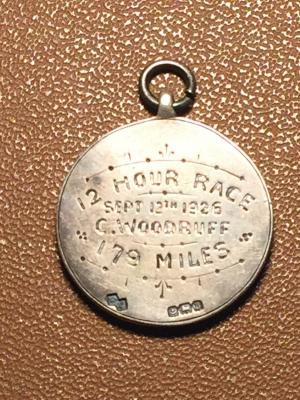 12 HOUR RACE
SEPT 12TH 1926
C. WOODRUFF
179 MILES